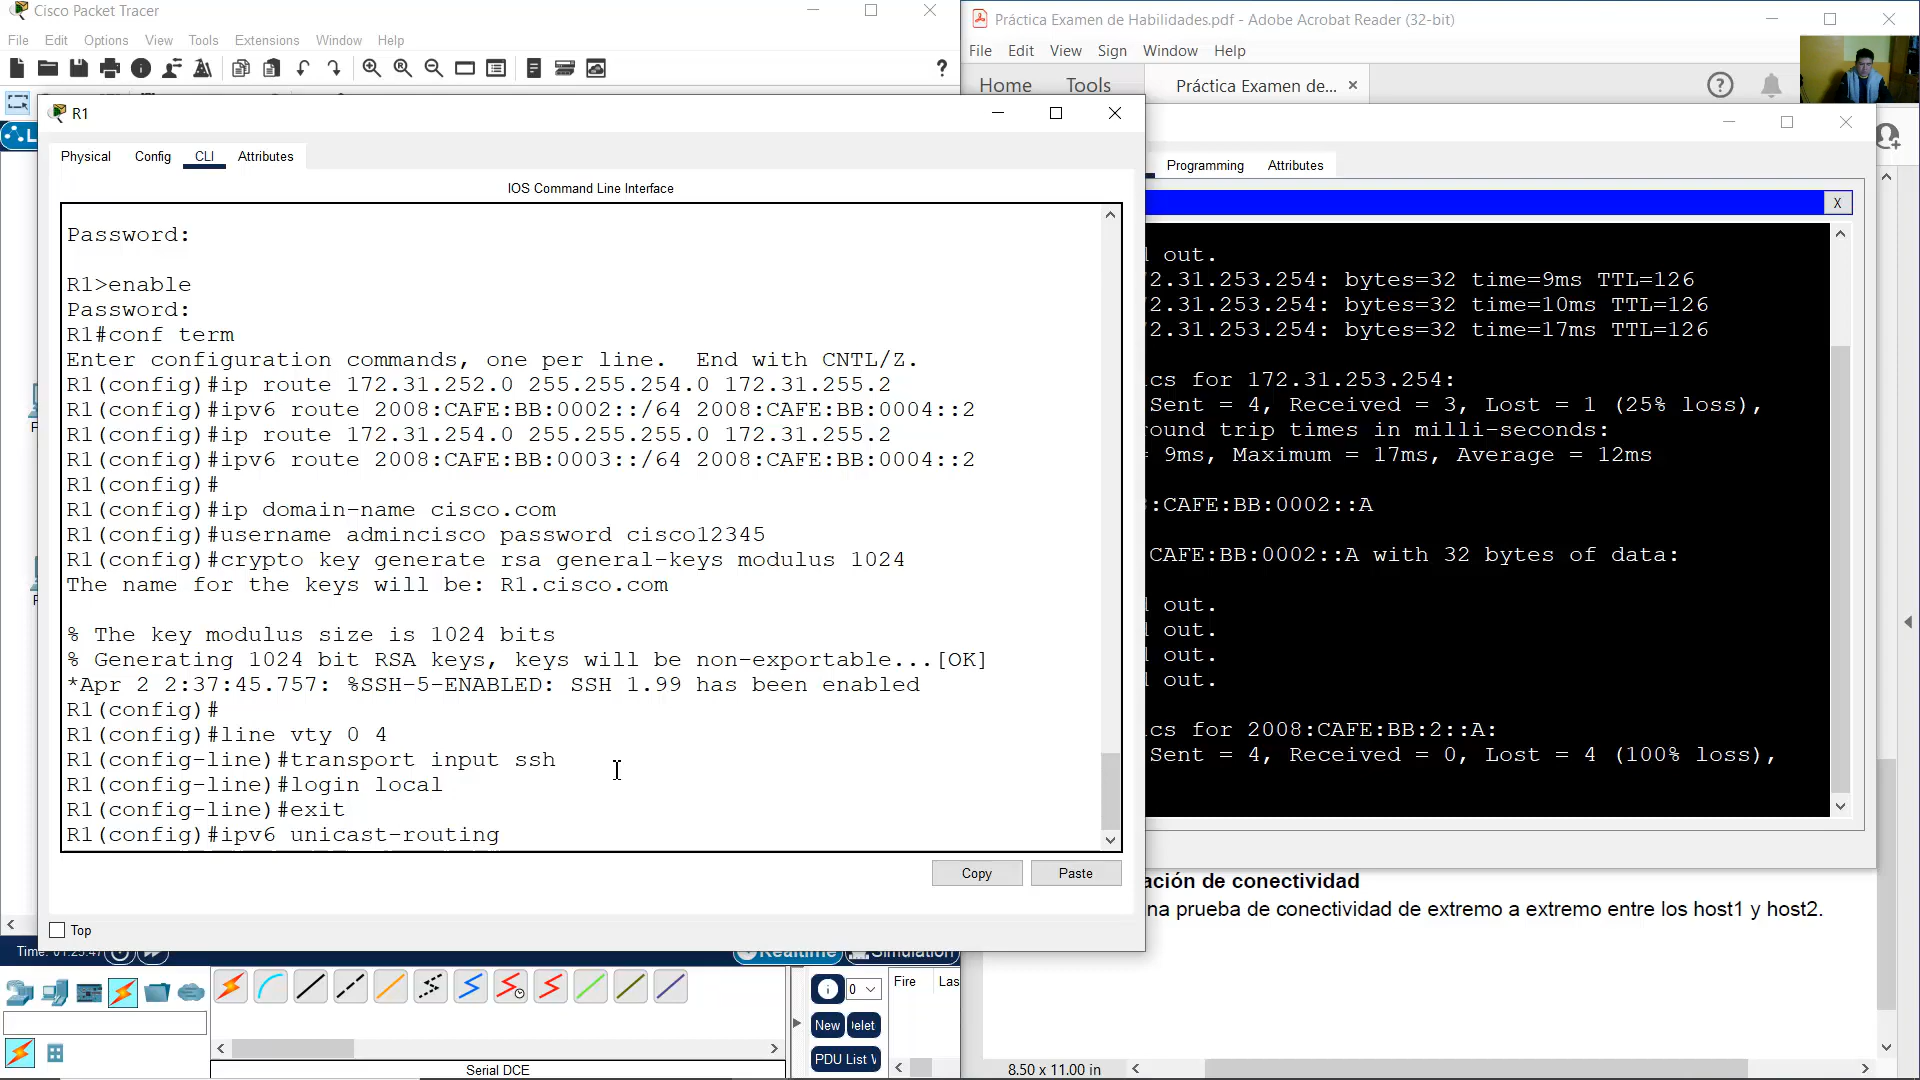 Cisco Packet Tracer
File Edit Options View Tools Extensions Window Help
?
R1
Physical Config CLI Attributes
IOS Command Line Interface
Password:
R1>enable
Password:
R1#conf term
Enter configuration commands, one per line.  End with CNTL/Z.
R1(config)#ip route 172.31.252.0 255.255.254.0 172.31.255.2
R1(config)#ipv6 route 2008:CAFE:BB:0002::/64 2008:CAFE:BB:0004::2
R1(config)#ip route 172.31.254.0 255.255.255.0 172.31.255.2
R1(config)#ipv6 route 2008:CAFE:BB:0003::/64 2008:CAFE:BB:0004::2
R1(config)#
R1(config)#ip domain-name cisco.com
R1(config)#username admincisco password cisco12345
R1(config)#crypto key generate rsa general-keys modulus 1024
The name for the keys will be: R1.cisco.com
% The key modulus size is 1024 bits
% Generating 1024 bit RSA keys, keys will be non-exportable...[OK]
*Apr 2 2:37:45.757: %SSH-5-ENABLED: SSH 1.99 has been enabled
R1(config)#
R1(config)#line vty 0 4
R1(config-line)#transport input ssh
R1(config-line)#login local
R1(config-line)#exit
R1(config)#ipv6 unicast-routing
Copy Paste
Top
Time: 01:25:47
Realtime Simulation
0
Fire Las
New elet
PDU List
Serial DCE
Práctica Examen de Habilidades.pdf - Adobe Acrobat Reader (32-bit)
File Edit View Sign Window Help
Home Tools Práctica Examen de... ×
Programming Attributes
X
out.
2.31.253.254: bytes=32 time=9ms TTL=126
2.31.253.254: bytes=32 time=10ms TTL=126
2.31.253.254: bytes=32 time=17ms TTL=126
cs for 172.31.253.254:
Sent = 4, Received = 3, Lost = 1 (25% loss),
ound trip times in milli-seconds:
= 9ms, Maximum = 17ms, Average = 12ms
:CAFE:BB:0002::A
CAFE:BB:0002::A with 32 bytes of data:
out.
out.
out.
out.
cs for 2008:CAFE:BB:2::A:
Sent = 4, Received = 0, Lost = 4 (100% loss),
ación de conectividad
na prueba de conectividad de extremo a extremo entre los host1 y host2.
8.50 x 11.00 in